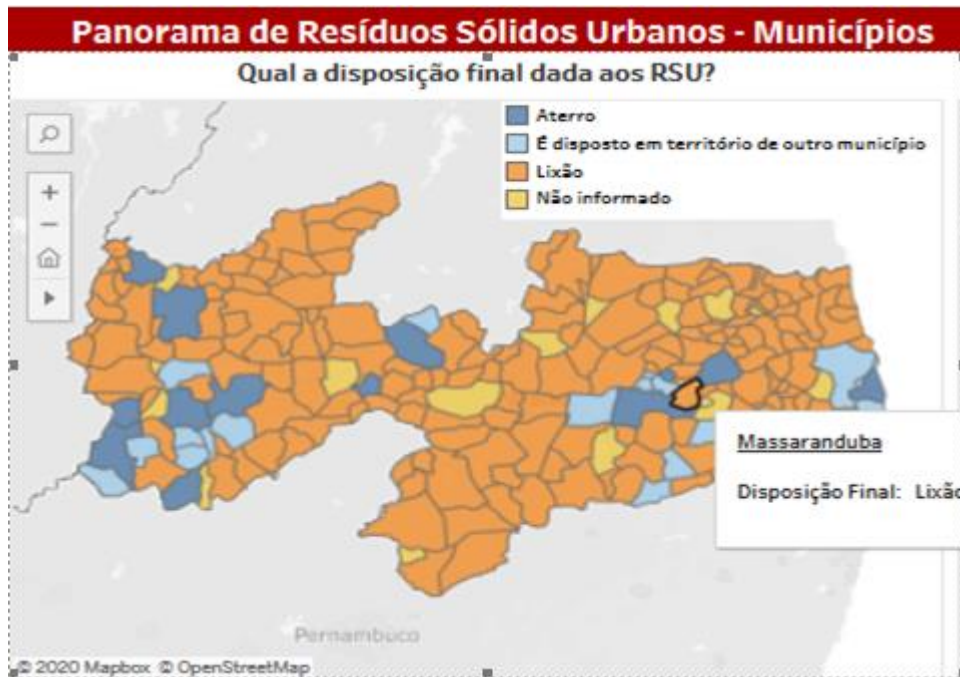 Panorama de Resíduos Sólidos Urbanos - Municípios
Qual a disposição final dada aos RSU?
Aterro
É disposto em território de outro município
Lixão
Não informado
Massaranduba
Disposição Final: Lixão
Pernambuco
© 2020 Mapbox © OpenStreetMap